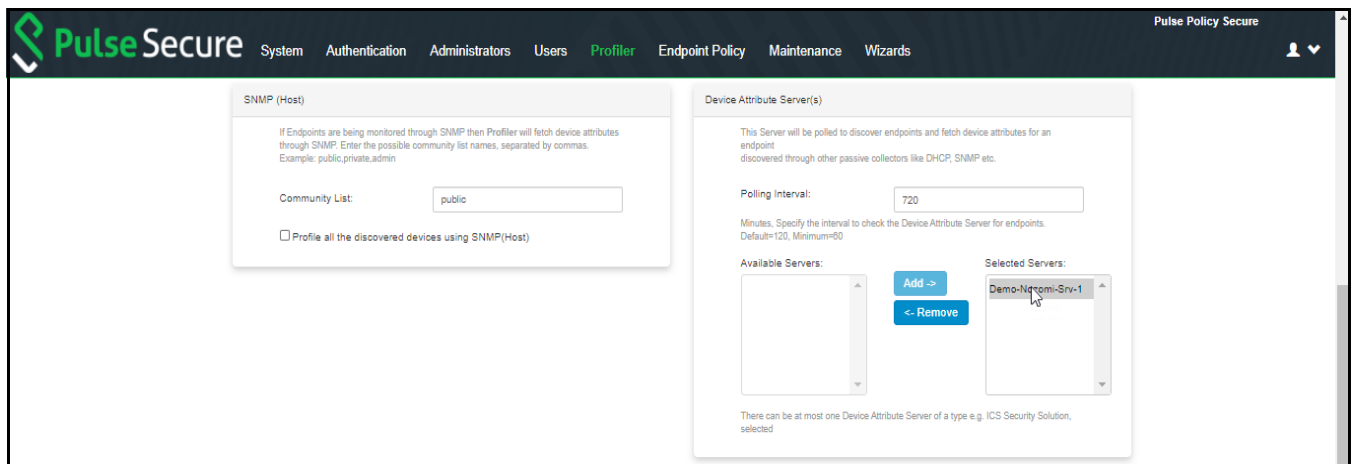 Pulse Policy Secure
Pulse Secure System Authentication Administrators Users Profiler Endpoint Policy Maintenance Wizards
SNMP (Host)
If Endpoints are being monitored through SNMP then Profiler will fetch device attributes
through SNMP. Enter the possible community list names, separated by commas.
Example: public,private,admin
Community List: public
Profile all the discovered devices using SNMP(Host)
Device Attribute Server(s)
This Server will be polled to discover endpoints and fetch device attributes for an
endpoint
discovered through other passive collectors like DHCP, SNMP etc.
Polling Interval: 720
Minutes, Specify the interval to check the Device Attribute Server for endpoints.
Default=120, Minimum=60
Available Servers: Selected Servers:
Add -> Demo-Nozomi-Srv-1
<- Remove
There can be at most one Device Attribute Server of a type e.g. ICS Security Solution,
selected